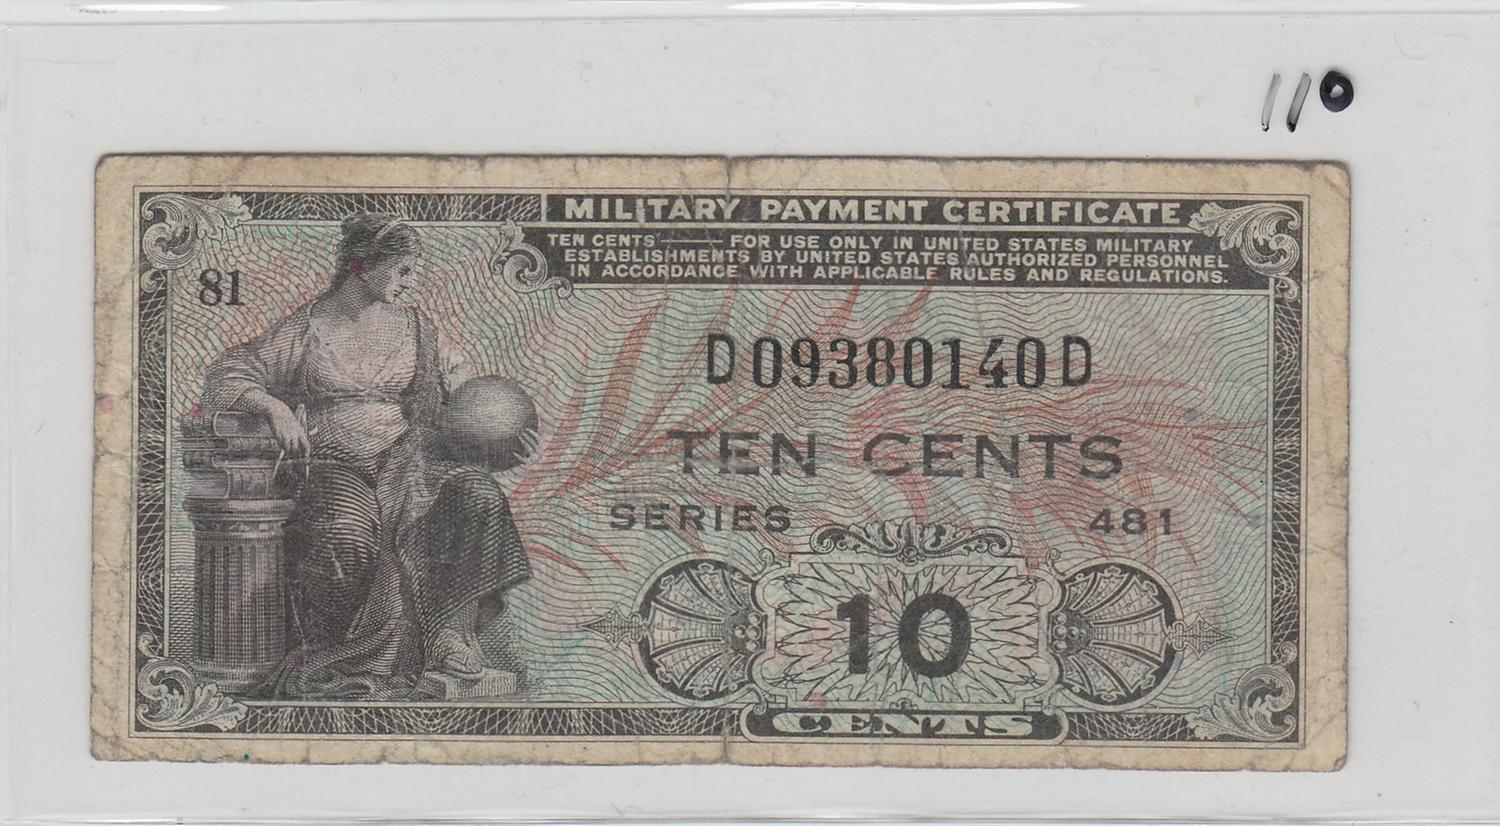 110
MILITARY PAYMENT CERTIFICATE
TEN CENTS —— FOR USE ONLY IN UNITED STATES MILITARY
ESTABLISHMENTS BY UNITED STATES AUTHORIZED PERSONNEL
IN ACCORDANCE WITH APPLICABLE RULES AND REGULATIONS.
81
D09380140D
TEN CENTS
SERIES 481
10
CENTS